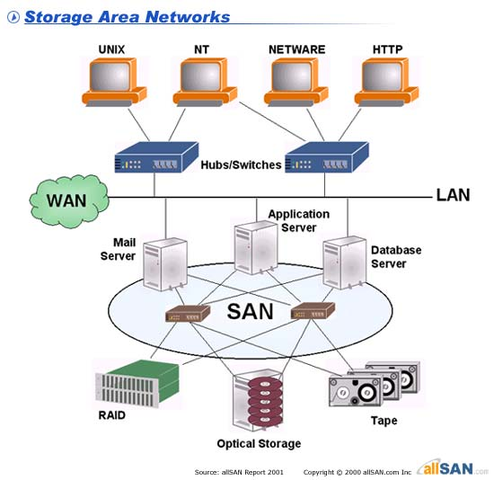 Storage Area Networks
UNIX
NT
NETWARE
HTTP
Hubs/Switches
WAN
LAN
Mail
Server
Application
Server
Database
Server
SAN
RAID
Optical Storage
Tape
Source: allSAN Report 2001
Copyright © 2000 allSAN.com Inc
allSAN.com